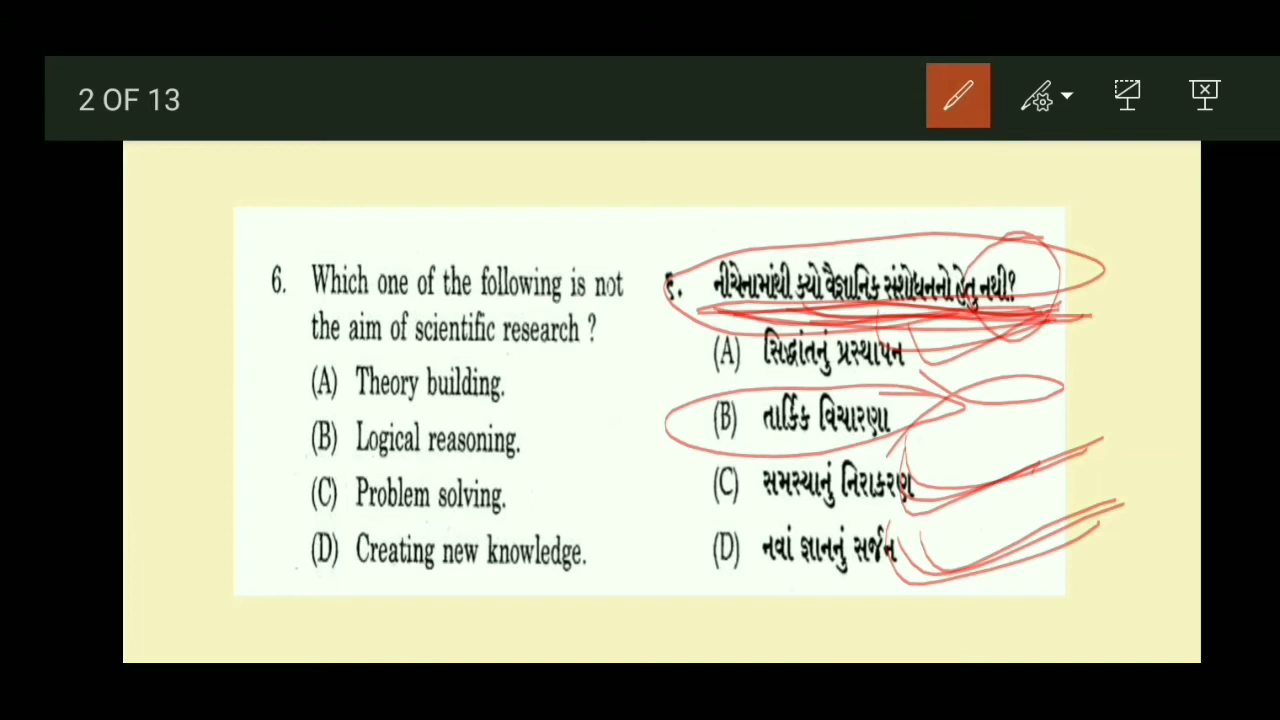 2 OF 13
6. Which one of the following is not
the aim of scientific research ?
(A) Theory building.
(B) Logical reasoning.
(C) Problem solving.
(D) Creating new knowledge.
૬. નીચેનામાંથી ક્યો વૈજ્ઞાનિક સંશોધનનો હેતુ નથી?
(A) સિદ્ધાંતનું પ્રસ્થાપન
(B) તાર્કિક વિચારણા
(C) સમસ્યાનું નિરાકરણ
(D) નવાં જ્ઞાનનું સર્જન